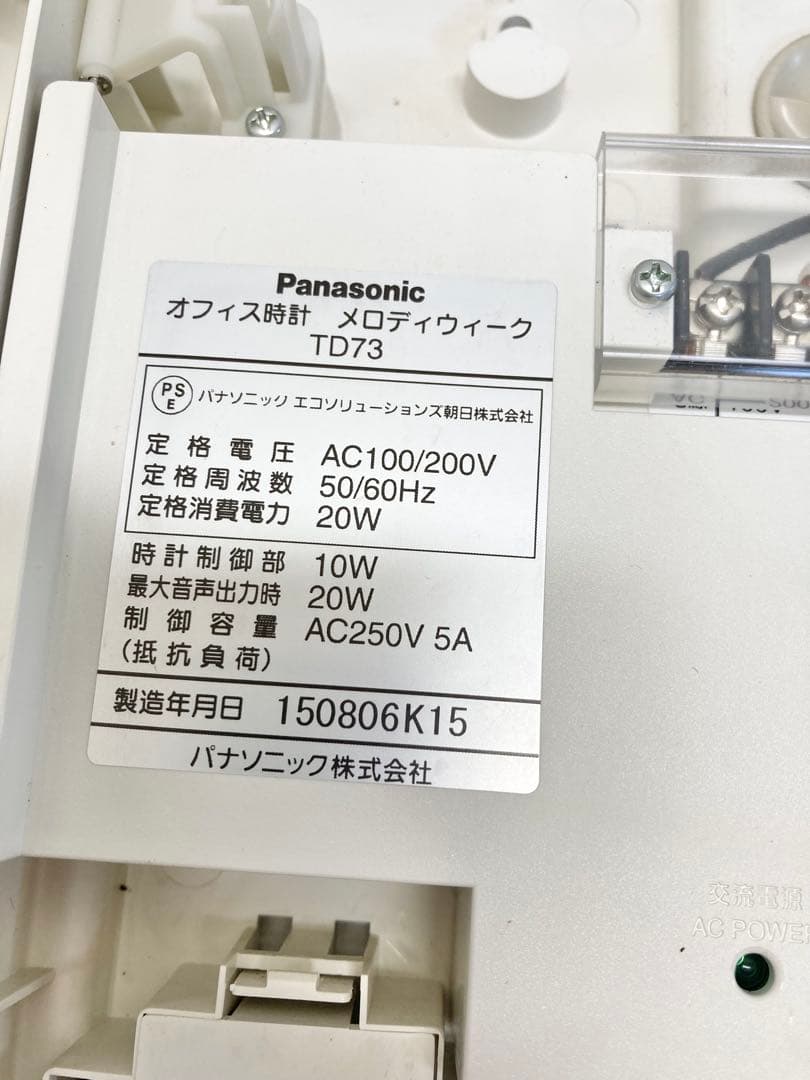 Panasonic
オフィス時計 メロディウィーク
TD73
PS E パナソニック エコソリューションズ朝日株式会社
定格電圧 AC100/200V
定格周波数 50/60Hz
定格消費電力 20W
時計制御部 10W
最大音声出力時 20W
制御容量 AC250V 5A
(抵抗負荷)
製造年月日 150806K15
パナソニック株式会社
交流電源
AC POWER